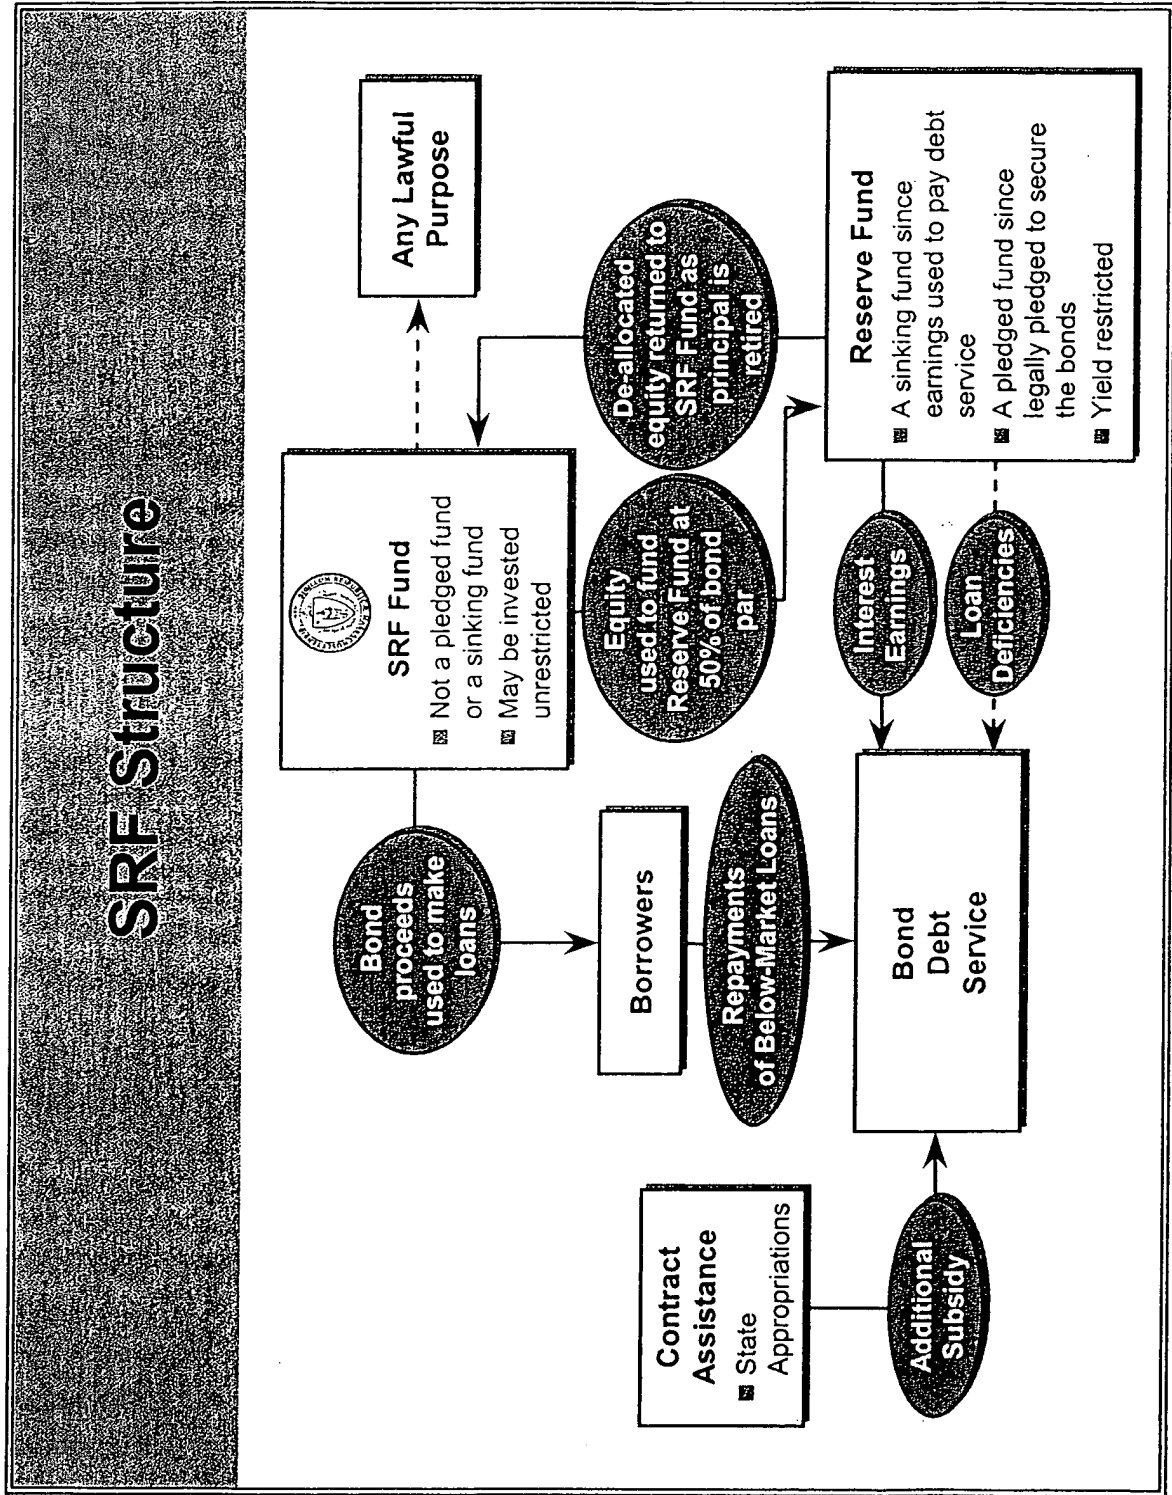 SRF Structure
SRF Fund
Not a pledged fund
or a sinking fund
May be invested
unrestricted
Any Lawful
Purpose
Bond
proceeds
used to make
loans
Equity
used to fund
Reserve Fund at
50% of bond
par
De-allocated
equity returned to
SRF Fund as
principal is
retired
Borrowers
Repayments
of Below-Market Loans
Contract
Assistance
State
Appropriations
Additional
Subsidy
Bond
Debt
Service
Interest
Earnings
Loan
Deficiencies
Reserve Fund
A sinking fund since
earnings used to pay debt
service
A pledged fund since
legally pledged to secure
the bonds
Yield restricted